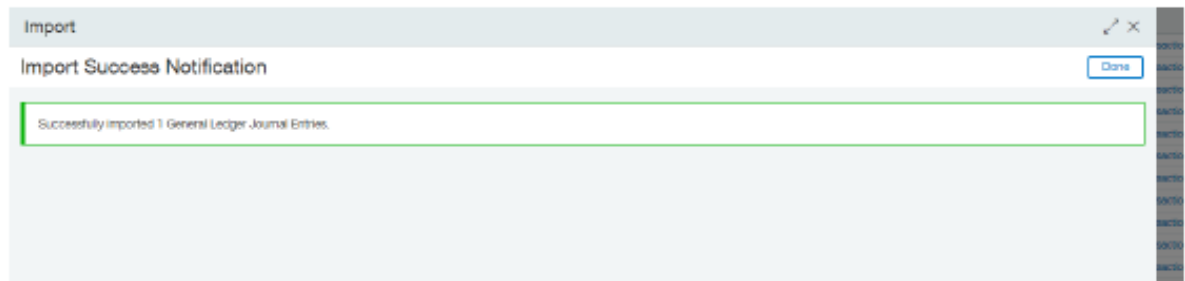 Import
Import Success Notification
Done
Successfully imported 1 General Ledger Journal Entries.